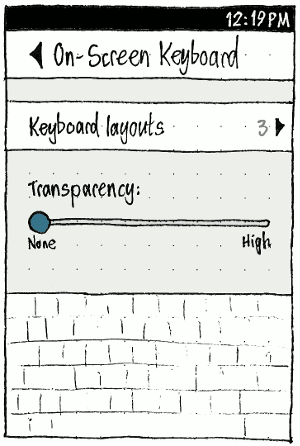 12:19PM
On-Screen Keyboard
Keyboard layouts 3
Transparency:
None High